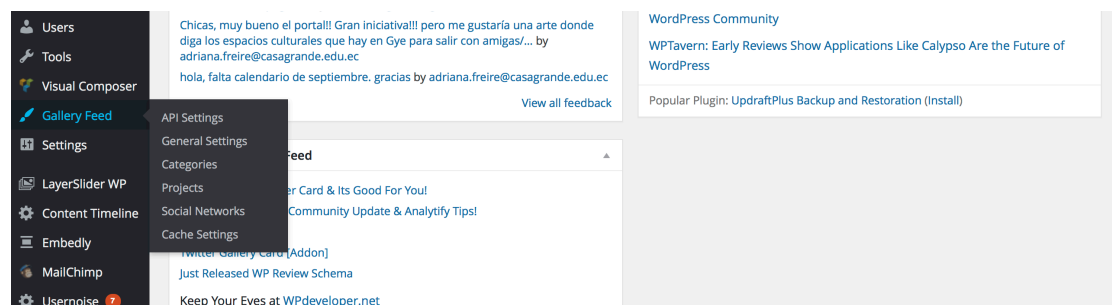 Users
Tools
Visual Composer
Gallery Feed
Settings
LayerSlider WP
Content Timeline
Embedly
MailChimp
Usernoise 7
API Settings
General Settings
Categories
Projects
Social Networks
Cache Settings
Chicas, muy bueno el portal!! Gran iniciativa!!! pero me gustaría una arte donde
diga los espacios culturales que hay en Gye para salir con amigas/... by
adriana.freire@casagrande.edu.ec
hola, falta calendario de septiembre. gracias by adriana.freire@casagrande.edu.ec
View all feedback
Feed
er Card & Its Good For You!
Community Update & Analytify Tips!
Twitter Gallery Card [Addon]
Just Released WP Review Schema
Keep Your Eyes at WPdeveloper.net
WordPress Community
WPTavern: Early Reviews Show Applications Like Calypso Are the Future of
WordPress
Popular Plugin: UpdraftPlus Backup and Restoration (Install)